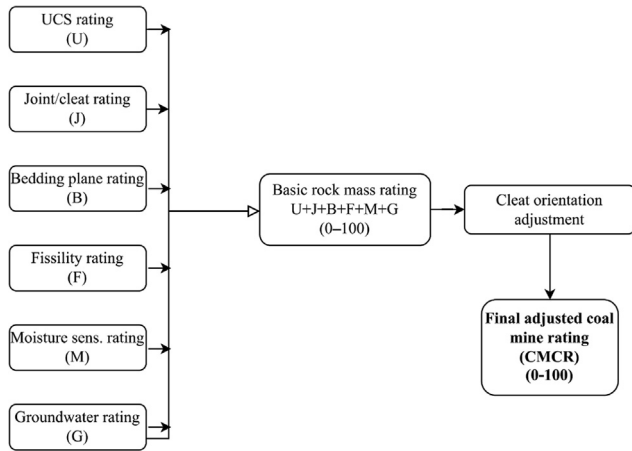 UCS rating
(U)
Joint/cleat rating
(J)
Bedding plane rating
(B)
Fissility rating
(F)
Moisture sens. rating
(M)
Groundwater rating
(G)
Basic rock mass rating
U+J+B+F+M+G
(0–100)
Cleat orientation
adjustment
Final adjusted coal
mine rating
(CMCR)
(0-100)